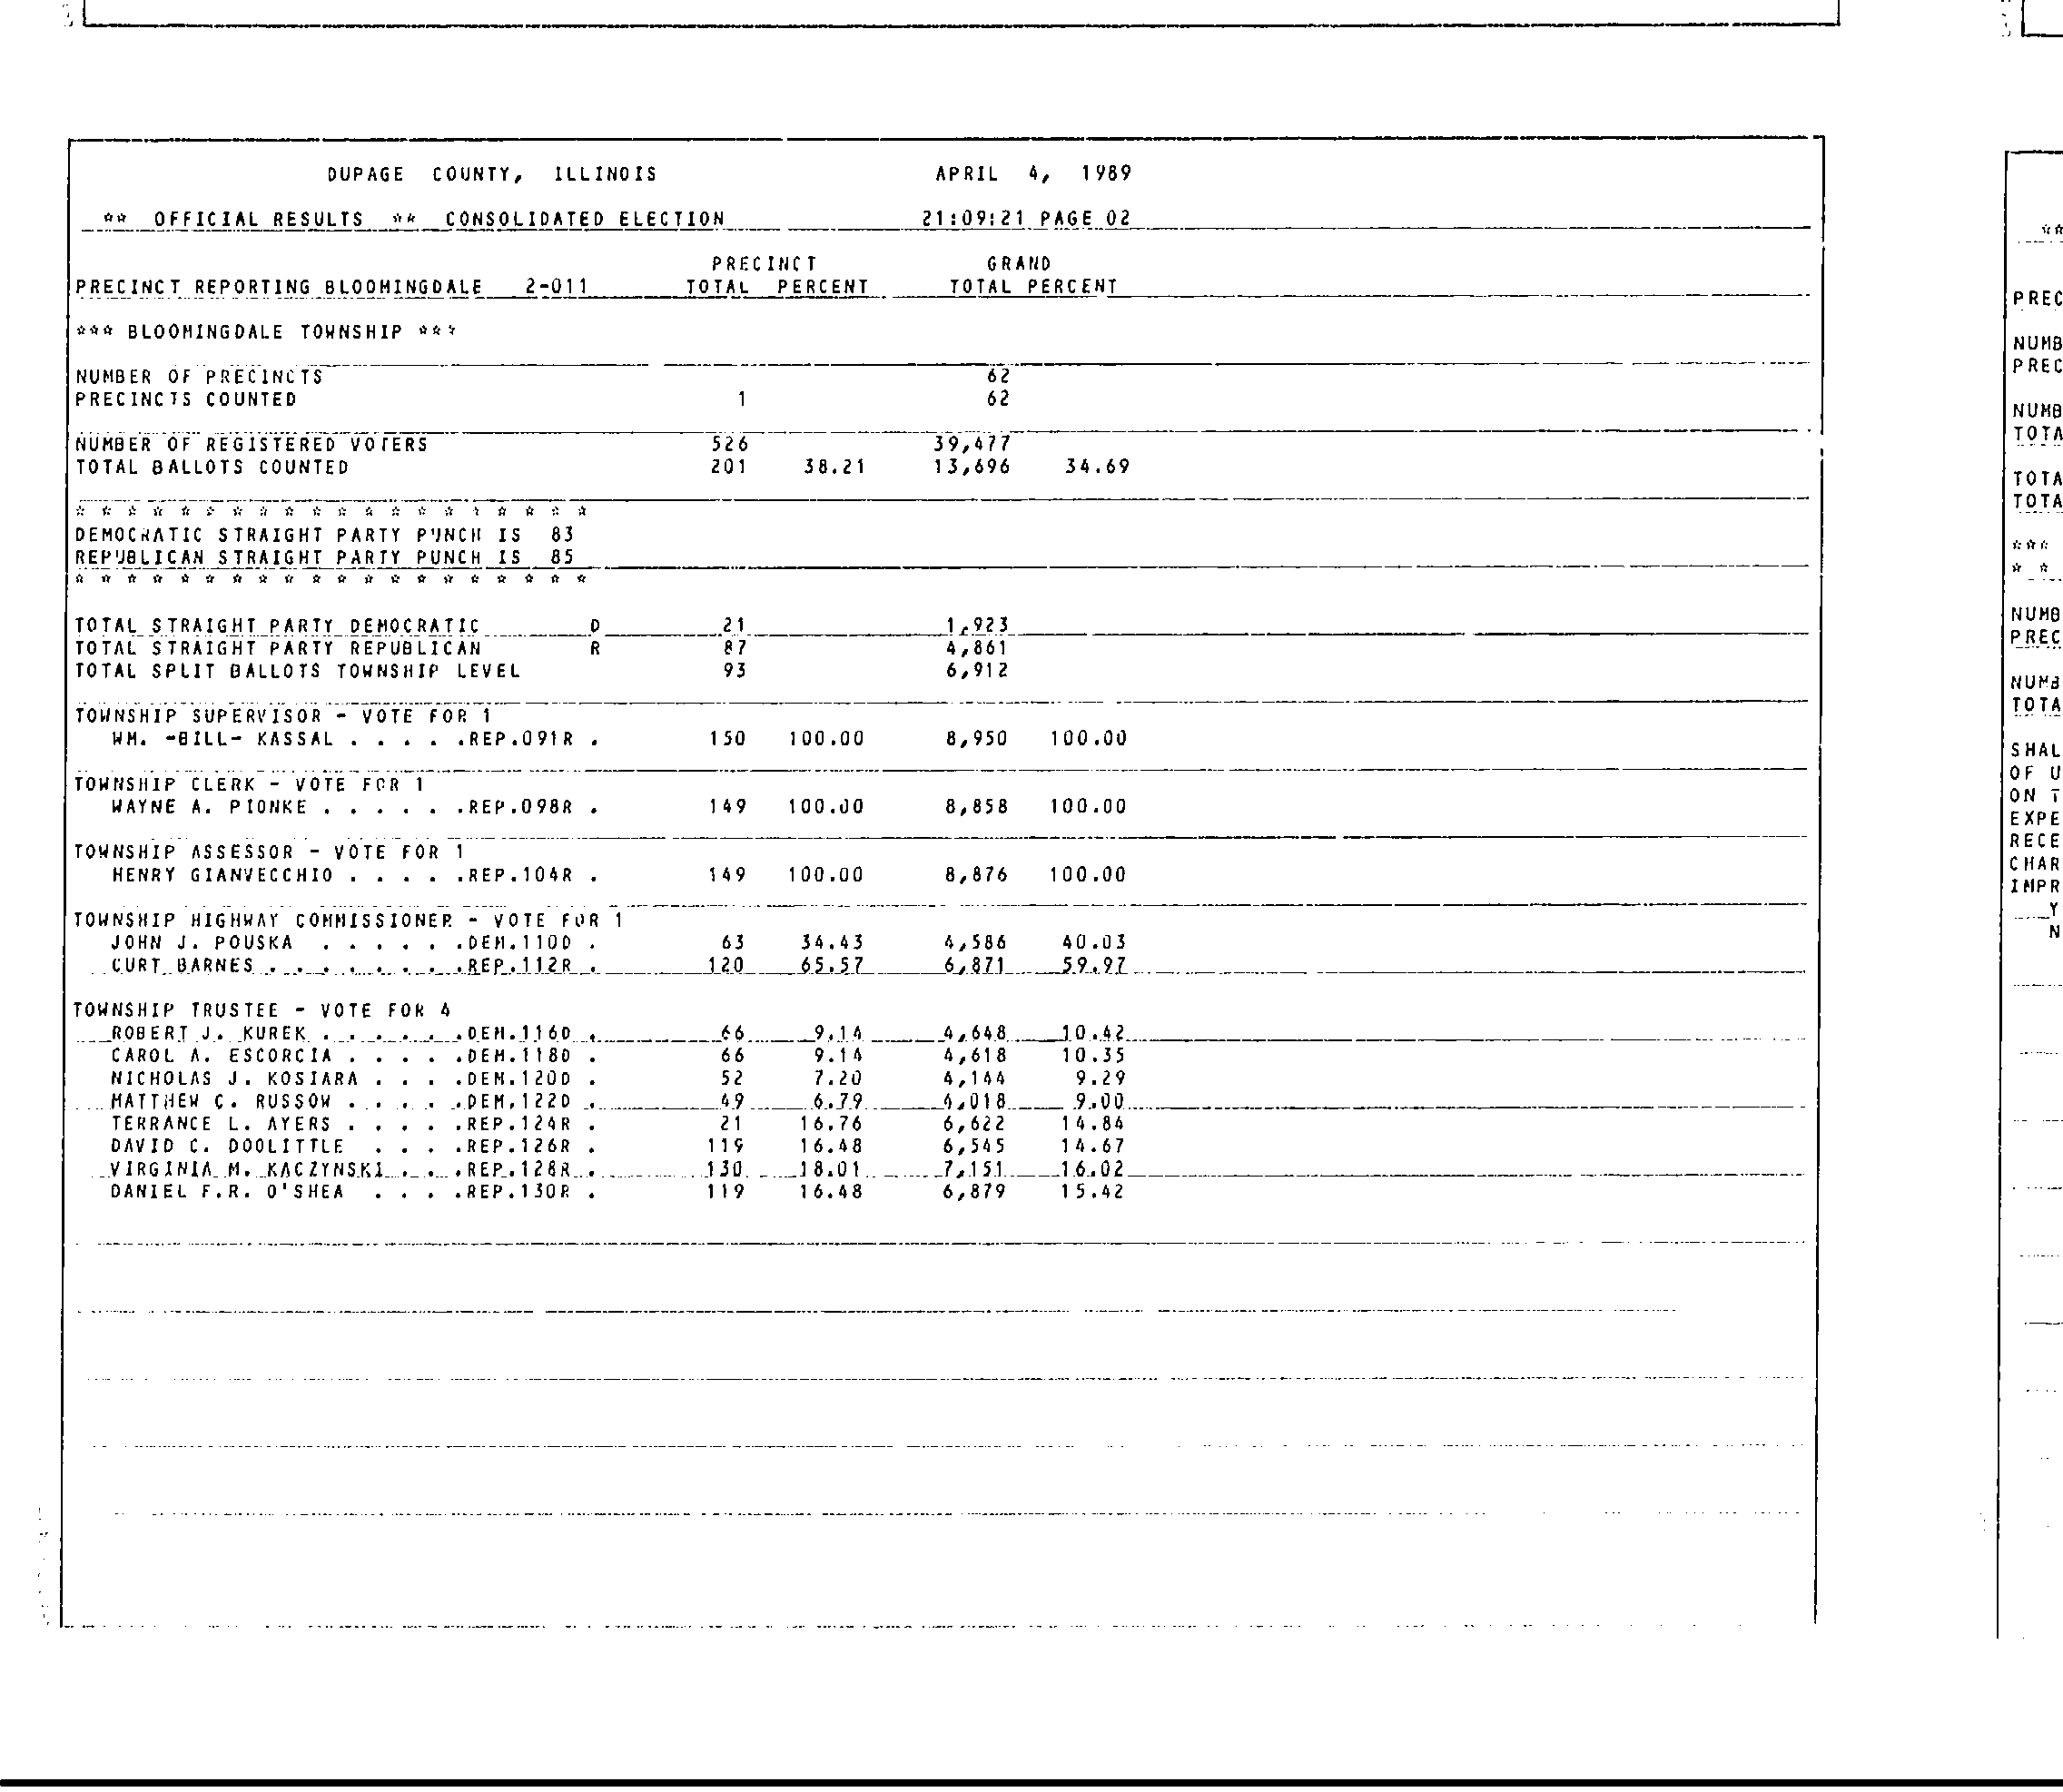 DUPAGE COUNTY, ILLINOIS APRIL 4, 1989
** OFFICIAL RESULTS ** CONSOLIDATED ELECTION 21:09:21 PAGE 02
PRECINCT GRAND
PRECINCT REPORTING BLOOMINGDALE 2-011 TOTAL PERCENT TOTAL PERCENT
*** BLOOMINGDALE TOWNSHIP ***
NUMBER OF PRECINCTS 62
PRECINCTS COUNTED 1 62
NUMBER OF REGISTERED VOTERS 526 39,477
TOTAL BALLOTS COUNTED 201 38.21 13,696 34.69
* * * * * * * * * * * * * * * * * * * *
DEMOCRATIC STRAIGHT PARTY PUNCH IS 83
REPUBLICAN STRAIGHT PARTY PUNCH IS 85
* * * * * * * * * * * * * * * * * * * *
TOTAL STRAIGHT PARTY DEMOCRATIC D 21 1,923
TOTAL STRAIGHT PARTY REPUBLICAN R 87 4,861
TOTAL SPLIT BALLOTS TOWNSHIP LEVEL 93 6,912
TOWNSHIP SUPERVISOR - VOTE FOR 1
WM. -BILL- KASSAL . . . . .REP.091R . 150 100.00 8,950 100.00
TOWNSHIP CLERK - VOTE FOR 1
WAYNE A. PIONKE . . . . . .REP.098R . 149 100.00 8,858 100.00
TOWNSHIP ASSESSOR - VOTE FOR 1
HENRY GIANVECCHIO . . . . .REP.104R . 149 100.00 8,876 100.00
TOWNSHIP HIGHWAY COMMISSIONER - VOTE FOR 1
JOHN J. POUSKA . . . . . .DEM.110D . 63 34.43 4,586 40.03
CURT BARNES . . . . . . . .REP.112R . 120 65.57 6,871 59.97
TOWNSHIP TRUSTEE - VOTE FOR 4
ROBERT J. KUREK . . . . . .DEM.116D . 66 9.14 4,648 10.42
CAROL A. ESCORCIA . . . . .DEM.118D . 66 9.14 4,618 10.35
NICHOLAS J. KOSIARA . . . .DEM.120D . 52 7.20 4,144 9.29
MATTHEW C. RUSSOW . . . . .DEM.122D . 49 6.79 4,018 9.00
TERRANCE L. AYERS . . . . .REP.124R . 21 16.76 6,622 14.84
DAVID C. DOOLITTLE . . . .REP.126R . 119 16.48 6,545 14.67
VIRGINIA M. KACZYNSKI . . .REP.128R . 130 18.01 7,151 16.02
DANIEL F.R. O'SHEA . . . .REP.130R . 119 16.48 6,879 15.42
**
PREC
NUMB
PREC
NUMB
TOTA
TOTA
TOTA
***
* *
NUMB
PREC
NUMB
TOTA
SHAL
OF U
ON T
EXPE
RECE
CHAR
IMPR
Y
N